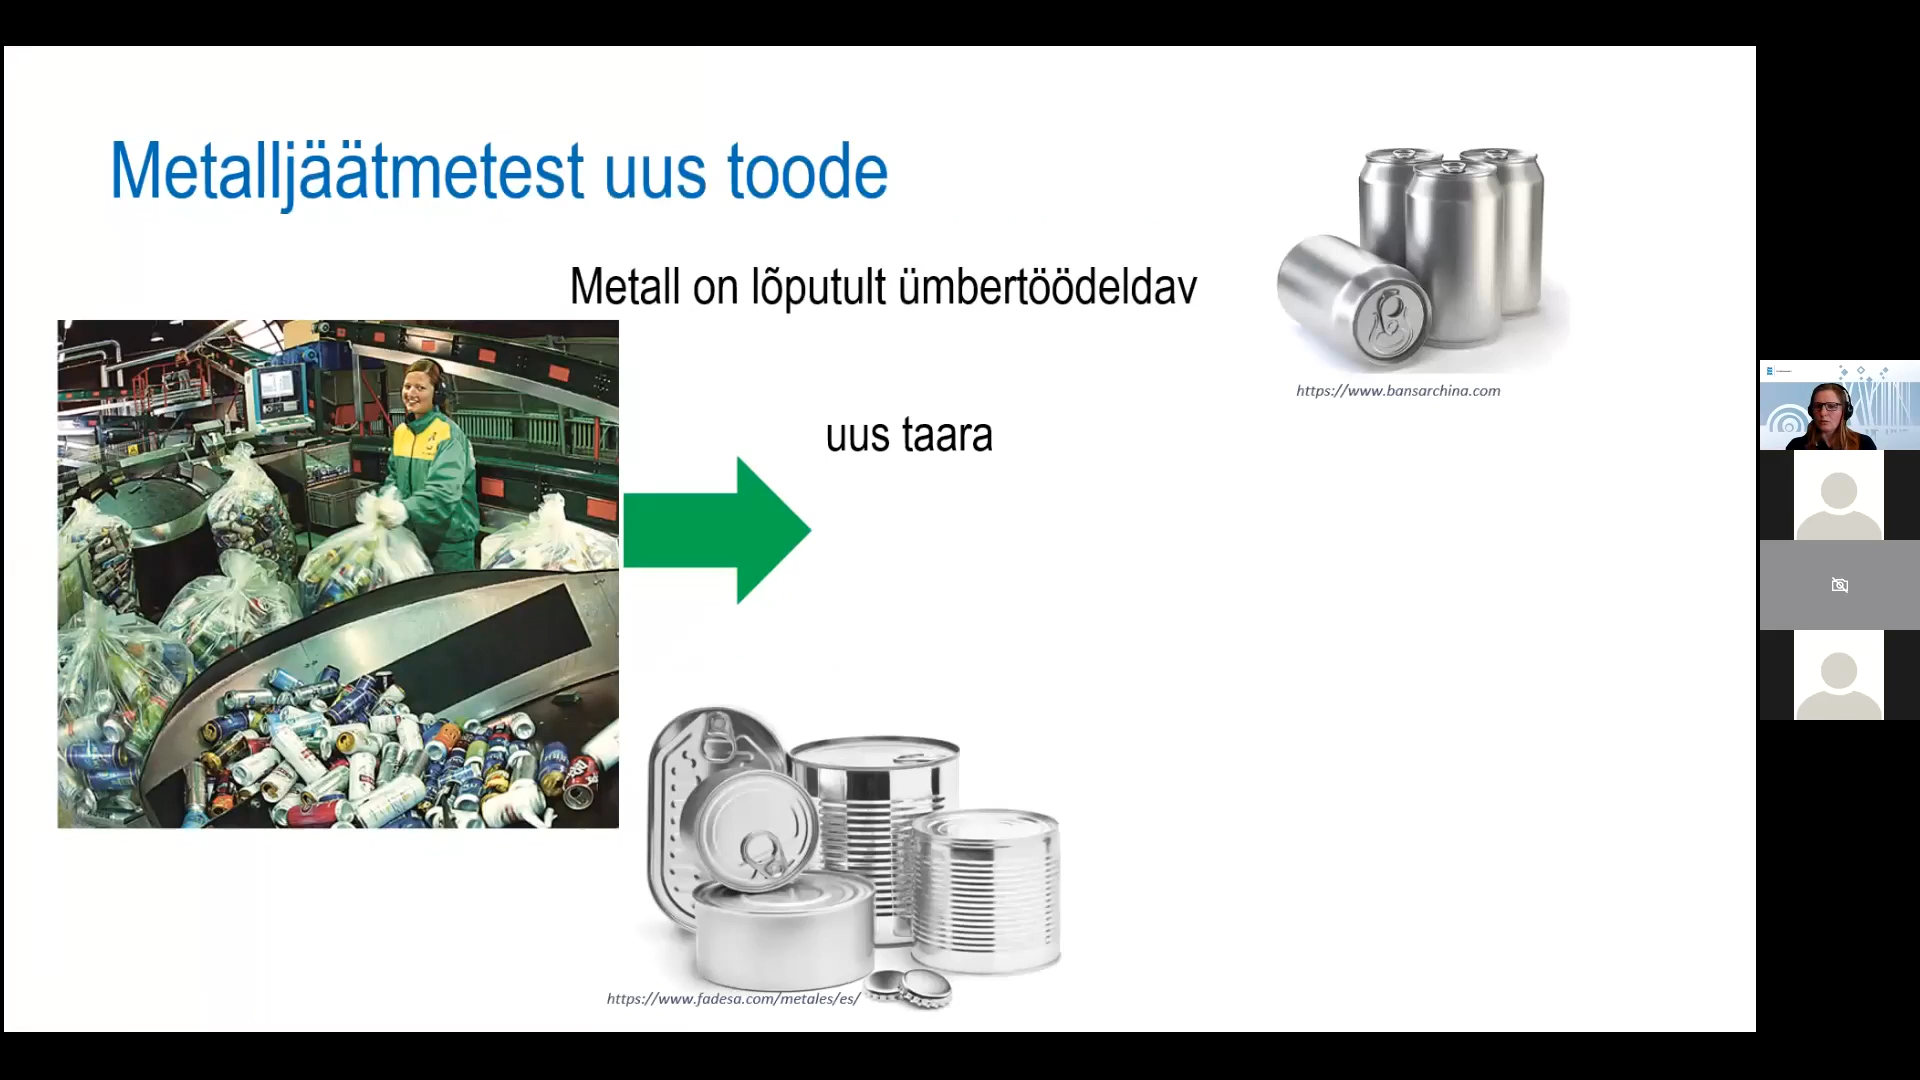 Metalljäätmetest uus toode
Metall on lõputult ümbertöödeldav
https://www.bansarchina.com
uus taara
https://www.fadesa.com/metales/es/